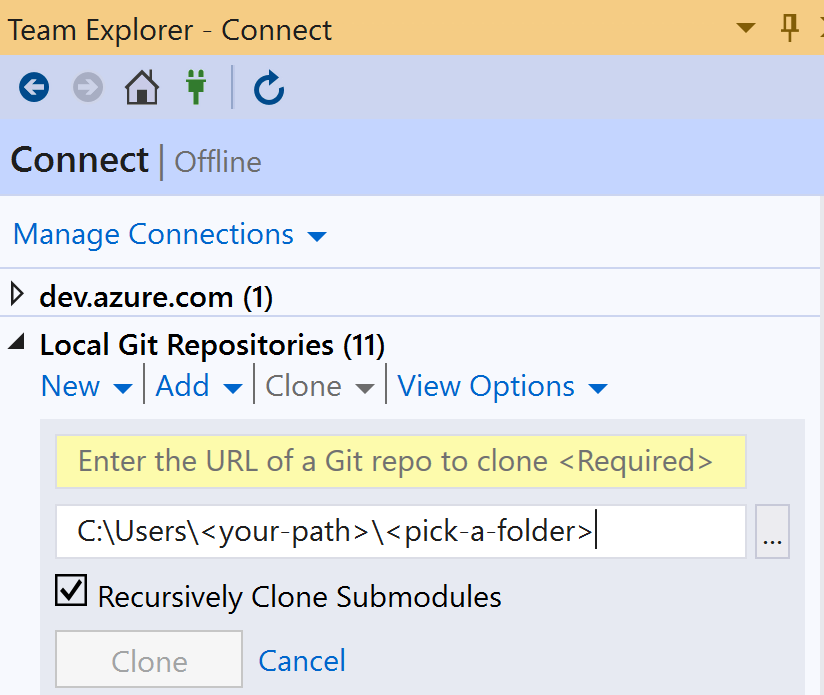 Team Explorer - Connect
Connect | Offline
Manage Connections
dev.azure.com (1)
Local Git Repositories (11)
New Add Clone View Options
Enter the URL of a Git repo to clone <Required>
C:\Users\<your-path>\<pick-a-folder>
...
Recursively Clone Submodules
Clone Cancel